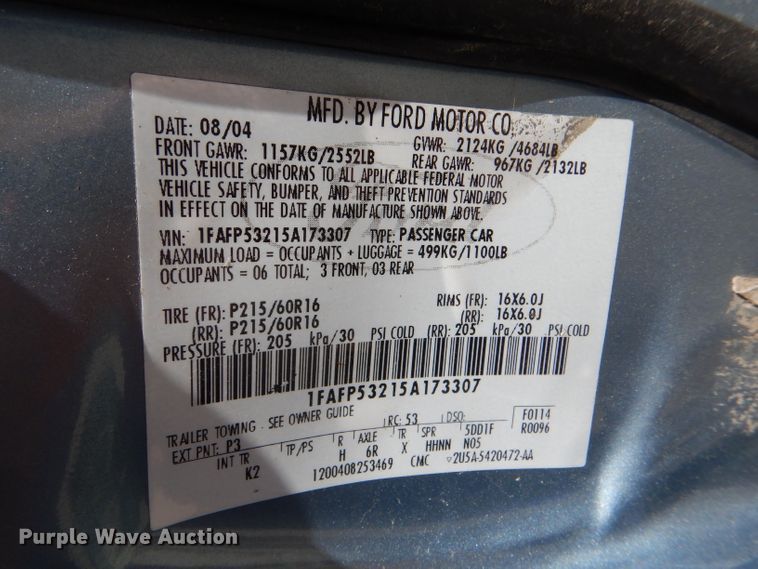 MFD. BY FORD MOTOR CO.
DATE: 08/04 GVWR: 2124KG /4684LB
FRONT GAWR: 1157KG/2552LB REAR GAWR: 967KG/2132LB
THIS VEHICLE CONFORMS TO ALL APPLICABLE FEDERAL MOTOR
VEHICLE SAFETY, BUMPER, AND THEFT PREVENTION STANDARDS
IN EFFECT ON THE DATE OF MANUFACTURE SHOWN ABOVE.
VIN: 1FAFP53215A173307 TYPE: PASSENGER CAR
MAXIMUM LOAD = OCCUPANTS + LUGGAGE = 499KG/1100LB
OCCUPANTS = 06 TOTAL; 3 FRONT, 03 REAR
TIRE (FR): P215/60R16 RIMS (FR): 16X6.0J
(RR): P215/60R16 (RR): 16X6.0J
PRESSURE (FR): 205 kPa/30 PSI COLD (RR): 205 kPa/30 PSI COLD
1FAFP53215A173307
TRAILER TOWING - SEE OWNER GUIDE RC: 53 DSO: F0114
EXT PNT: P3 5DD1F R0096
INT TR TP/PS R AXLE TR SPR N05
K2 H 6R X HHNN
1200408253469 CMC ▽2U5A-5420472-AA
Purple Wave Auction